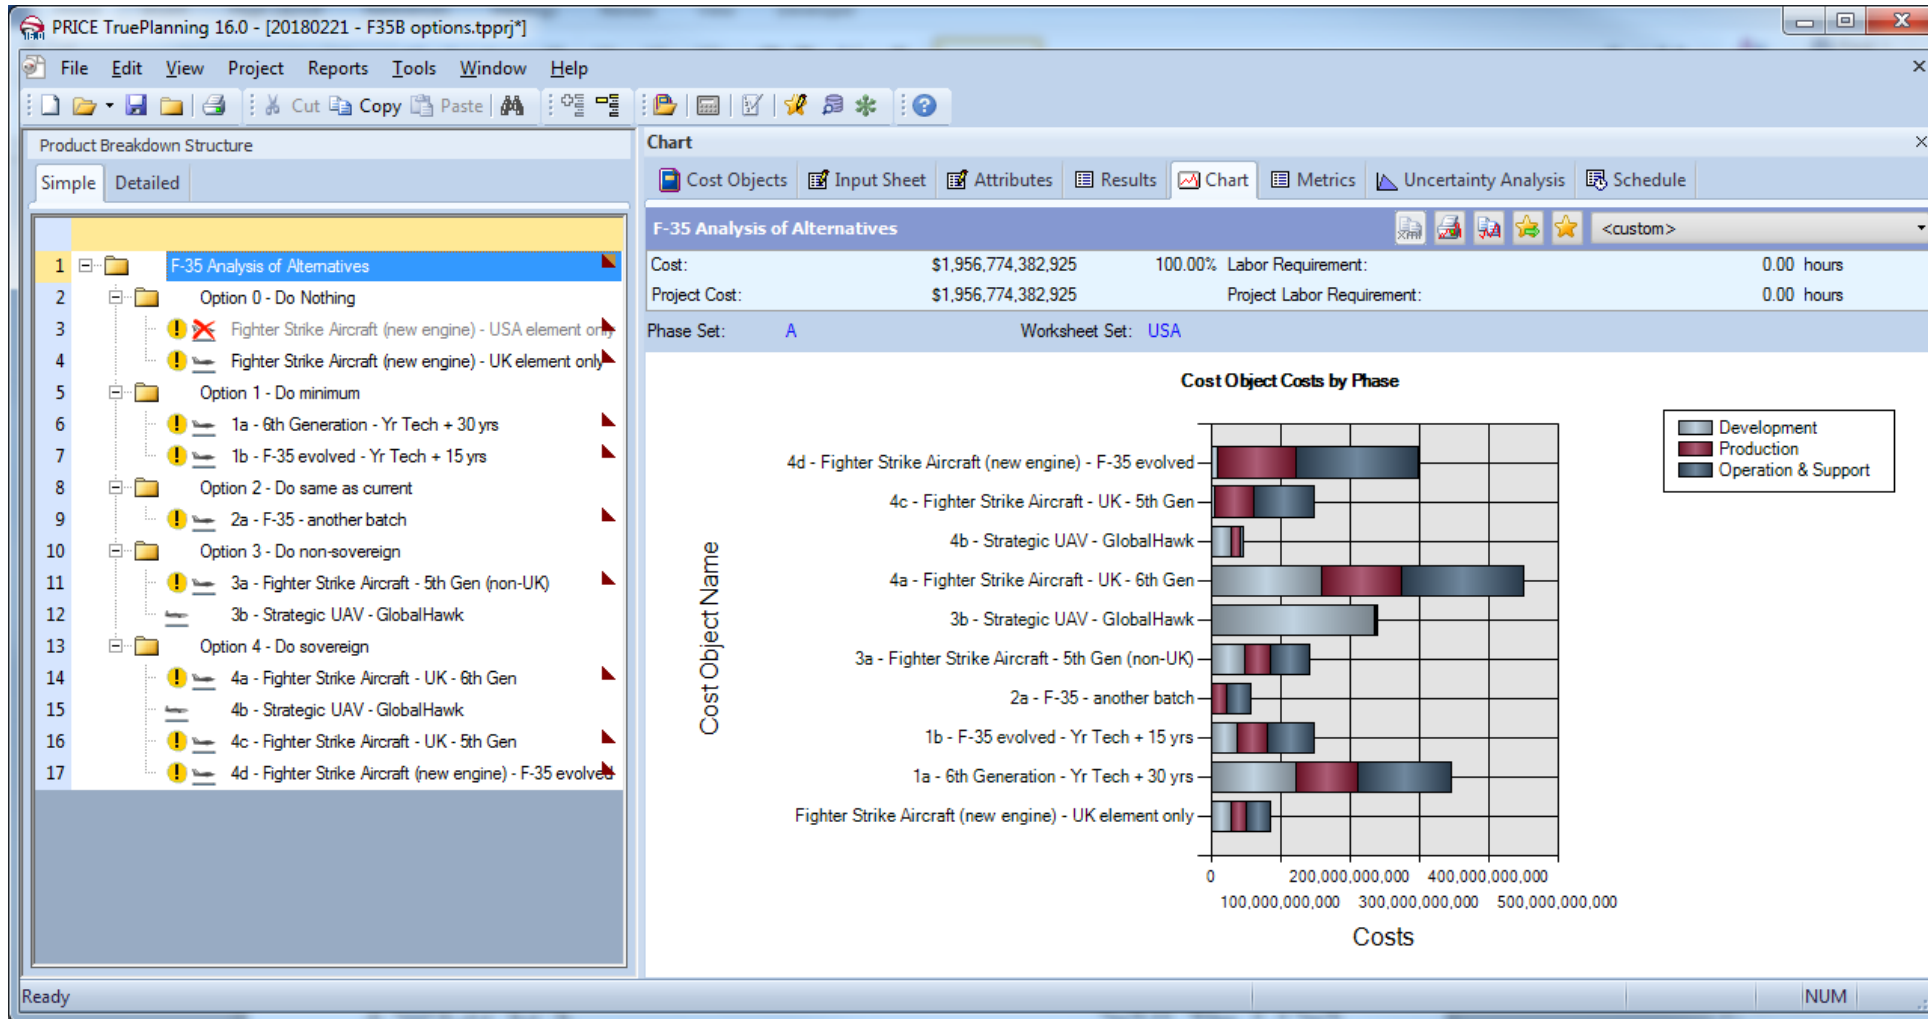 PRICE TruePlanning 16.0 - [20180221 - F35B options.tpprj*]
File Edit View Project Reports Tools Window Help
Cut Copy Paste
Product Breakdown Structure
Simple Detailed
1 F-35 Analysis of Alternatives
2 Option 0 - Do Nothing
3 Fighter Strike Aircraft (new engine) - USA element only
4 Fighter Strike Aircraft (new engine) - UK element only
5 Option 1 - Do minimum
6 1a - 6th Generation - Yr Tech + 30 yrs
7 1b - F-35 evolved - Yr Tech + 15 yrs
8 Option 2 - Do same as current
9 2a - F-35 - another batch
10 Option 3 - Do non-sovereign
11 3a - Fighter Strike Aircraft - 5th Gen (non-UK)
12 3b - Strategic UAV - GlobalHawk
13 Option 4 - Do sovereign
14 4a - Fighter Strike Aircraft - UK - 6th Gen
15 4b - Strategic UAV - GlobalHawk
16 4c - Fighter Strike Aircraft - UK - 5th Gen
17 4d - Fighter Strike Aircraft (new engine) - F-35 evolved
Chart
Cost Objects Input Sheet Attributes Results Chart Metrics Uncertainty Analysis Schedule
F-35 Analysis of Alternatives <custom>
Cost: $1,956,774,382,925 100.00% Labor Requirement: 0.00 hours
Project Cost: $1,956,774,382,925 Project Labor Requirement: 0.00 hours
Phase Set: A Worksheet Set: USA
Cost Object Costs by Phase
Development
Production
Operation & Support
Cost Object Name
4d - Fighter Strike Aircraft (new engine) - F-35 evolved
4c - Fighter Strike Aircraft - UK - 5th Gen
4b - Strategic UAV - GlobalHawk
4a - Fighter Strike Aircraft - UK - 6th Gen
3b - Strategic UAV - GlobalHawk
3a - Fighter Strike Aircraft - 5th Gen (non-UK)
2a - F-35 - another batch
1b - F-35 evolved - Yr Tech + 15 yrs
1a - 6th Generation - Yr Tech + 30 yrs
Fighter Strike Aircraft (new engine) - UK element only
0 200,000,000,000 400,000,000,000
100,000,000,000 300,000,000,000 500,000,000,000
Costs
Ready NUM